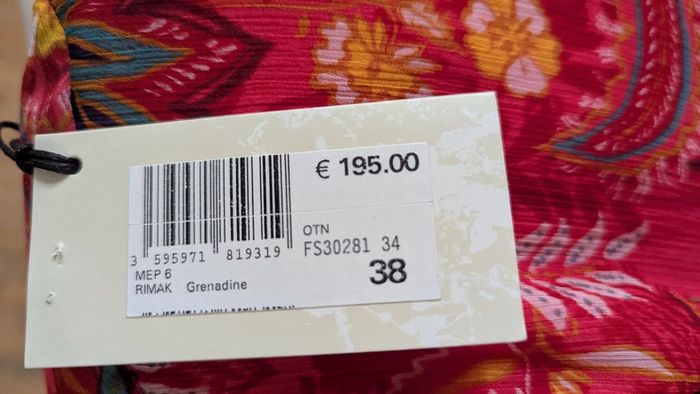 € 195.00
3 595971 819319
OTN
FS30281 34
MEP 6
38
RIMAK Grenadine